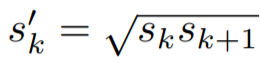 $s'_k = \sqrt{s_k s_{k+1}}$